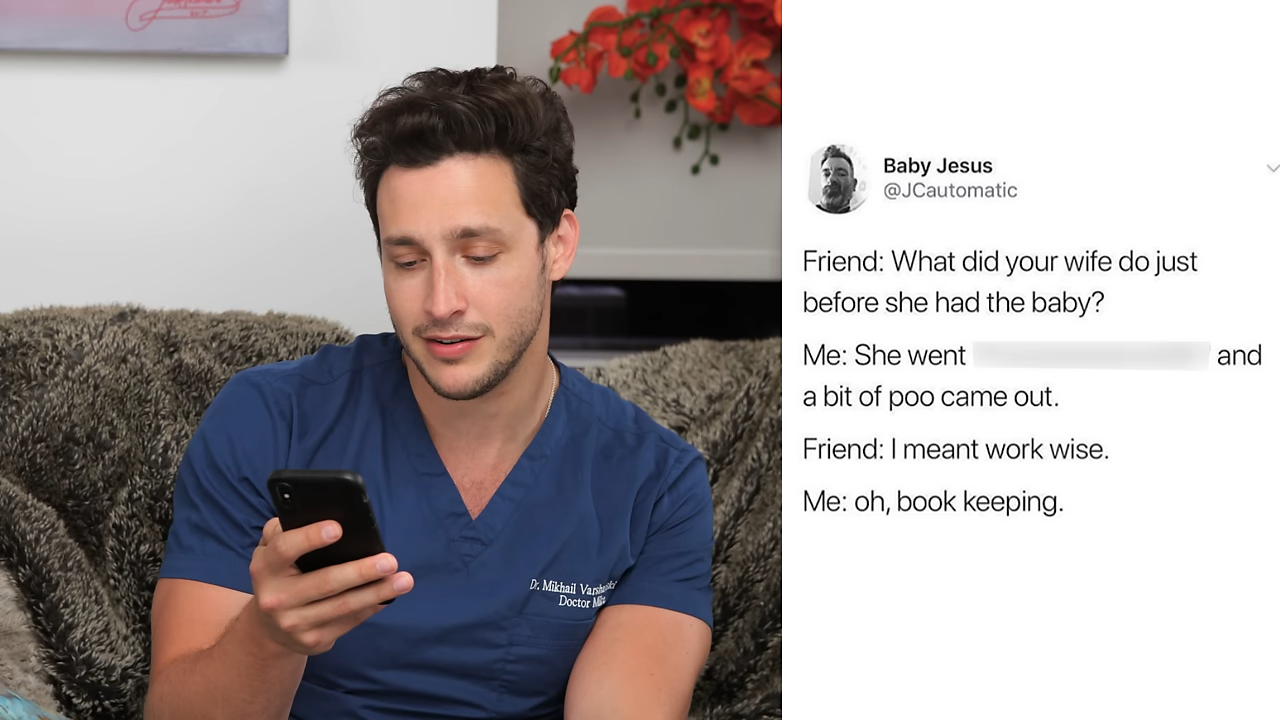 Dr. Mikhail
Doctor
Baby Jesus
@JCautomatic
Friend: What did your wife do just
before she had the baby?
Me: She went and
a bit of poo came out.
Friend: I meant work wise.
Me: oh, book keeping.